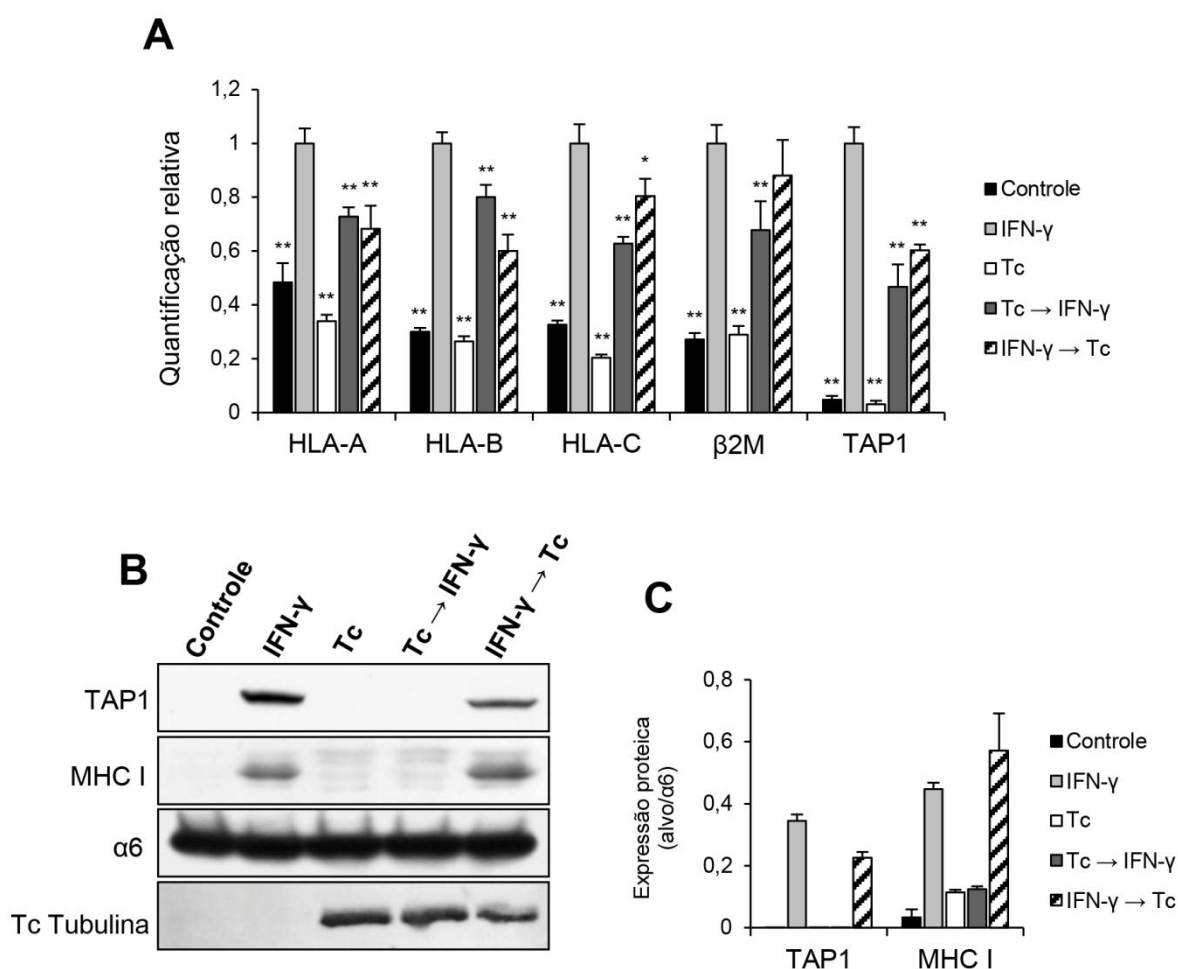 A
Quantificação relativa
1,2
1
0,8
0,6
0,4
0,2
0
** ** ** **
** ** ** **
** ** ** *
** ** **
** ** ** **
HLA-A HLA-B HLA-C β2M TAP1
Controle
IFN-γ
Tc
Tc → IFN-γ
IFN-γ → Tc
B
Controle
IFN-γ
Tc
Tc → IFN-γ
IFN-γ → Tc
TAP1
MHC I
α6
Tc Tubulina
C
Expressão proteica
(alvo/α6)
0,8
0,6
0,4
0,2
0
TAP1 MHC I
Controle
IFN-γ
Tc
Tc → IFN-γ
IFN-γ → Tc